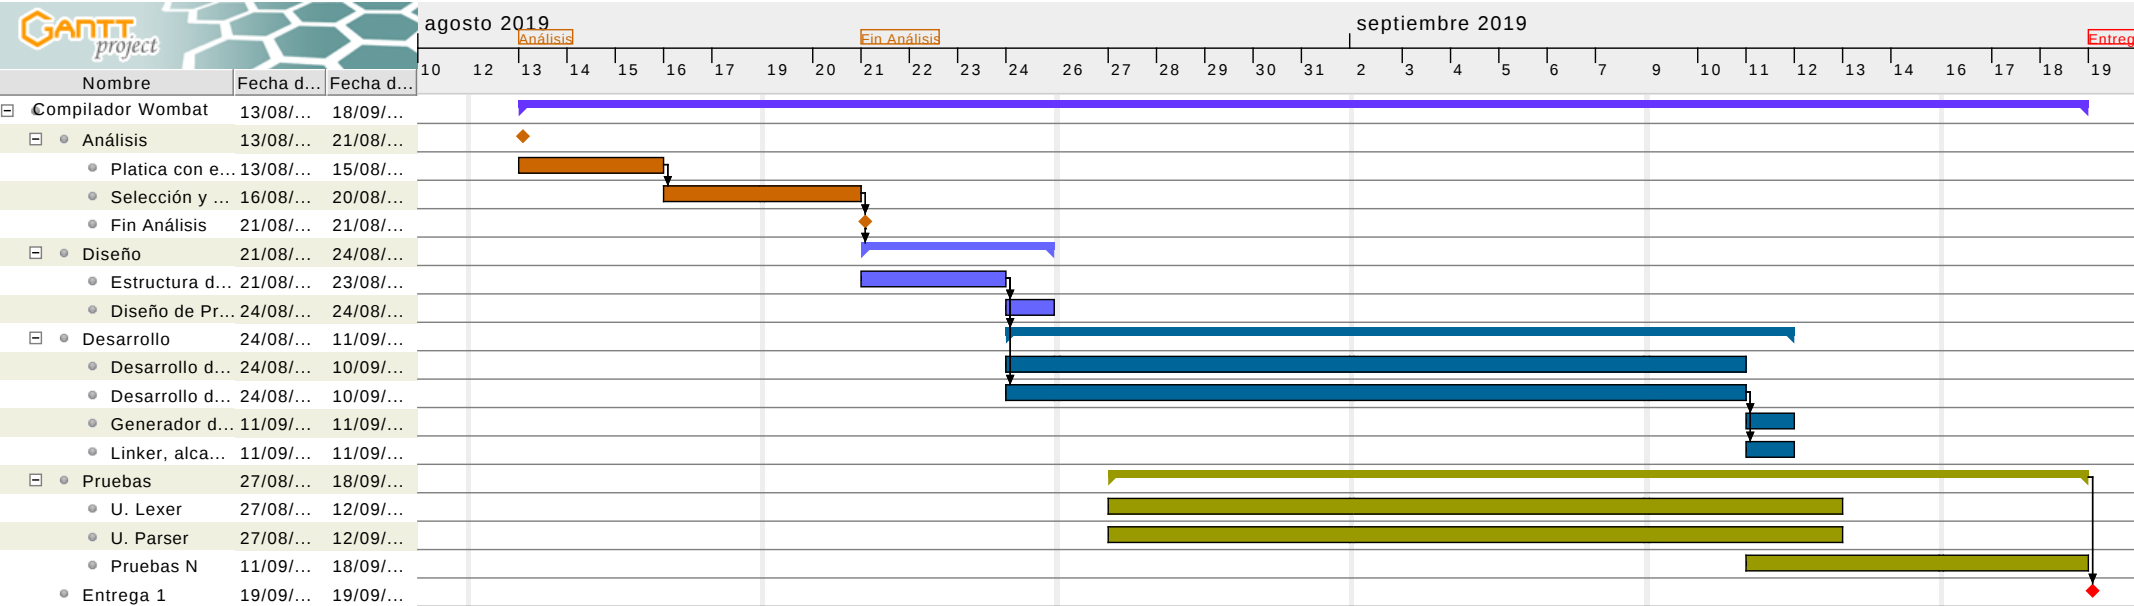 GANTT
project
agosto 2019
septiembre 2019
Análisis
Fin Análisis
Entreg
10 12 13 14 15 16 17 19 20 21 22 23 24 26 27 28 29 30 31 2 3 4 5 6 7 9 10 11 12 13 14 16 17 18 19
Nombre Fecha d... Fecha d...
Compilador Wombat 13/08/... 18/09/...
Análisis 13/08/... 21/08/...
Platica con e... 13/08/... 15/08/...
Selección y ... 16/08/... 20/08/...
Fin Análisis 21/08/... 21/08/...
Diseño 21/08/... 24/08/...
Estructura d... 21/08/... 23/08/...
Diseño de Pr... 24/08/... 24/08/...
Desarrollo 24/08/... 11/09/...
Desarrollo d... 24/08/... 10/09/...
Desarrollo d... 24/08/... 10/09/...
Generador d... 11/09/... 11/09/...
Linker, alca... 11/09/... 11/09/...
Pruebas 27/08/... 18/09/...
U. Lexer 27/08/... 12/09/...
U. Parser 27/08/... 12/09/...
Pruebas N 11/09/... 18/09/...
Entrega 1 19/09/... 19/09/...